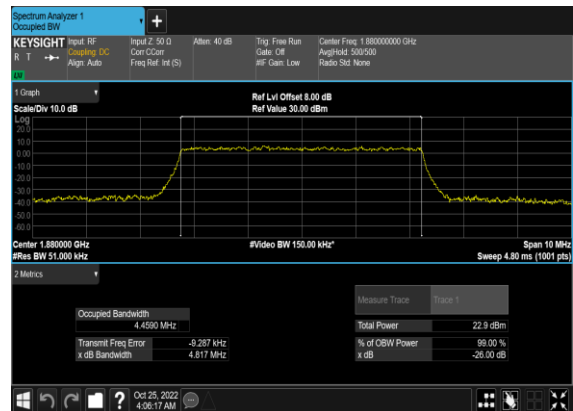 Spectrum Analyzer 1
Occupied BW
KEYSIGHT Input: RF Input Z: 50 Ω Atten: 40 dB Trig: Free Run Center Freq: 1.880000000 GHz
R T Coupling: DC Corr CCorr Gate: Off Avg|Hold: 500/500
Align: Auto Freq Ref: Int (S) #IF Gain: Low Radio Std: None
1 Graph Ref Lvl Offset 8.00 dB
Scale/Div 10.0 dB Ref Value 30.00 dBm
Log
20.0
10.0
0.00
-10.0
-20.0
-30.0
-40.0
-50.0
-60.0
Center 1.880000 GHz #Video BW 150.00 kHz* Span 10 MHz
#Res BW 51.000 kHz Sweep 4.80 ms (1001 pts)
2 Metrics
Measure Trace Trace 1
Occupied Bandwidth
4.4590 MHz Total Power 22.9 dBm
Transmit Freq Error -9.287 kHz % of OBW Power 99.00 %
x dB Bandwidth 4.817 MHz x dB -26.00 dB
? Oct 25, 2022
4:06:17 AM